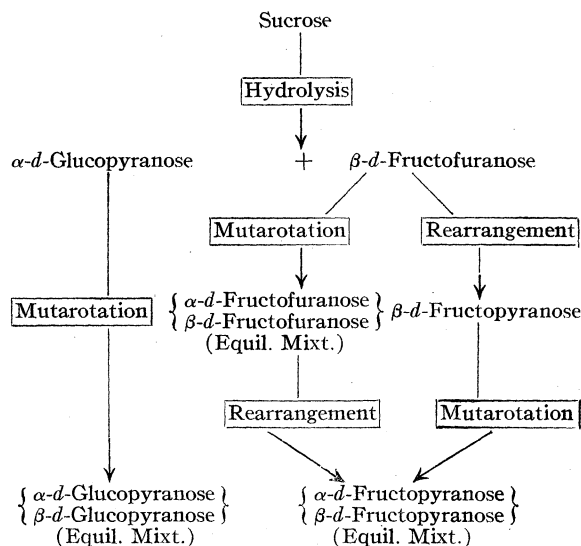 Sucrose
Hydrolysis
α-d-Glucopyranose + β-d-Fructofuranose
Mutarotation Rearrangement
{ α-d-Fructofuranose
β-d-Fructofuranose } β-d-Fructopyranose
(Equil. Mixt.)
Mutarotation
Rearrangement Mutarotation
{ α-d-Glucopyranose } { α-d-Fructopyranose }
{ β-d-Glucopyranose } { β-d-Fructopyranose }
(Equil. Mixt.) (Equil. Mixt.)